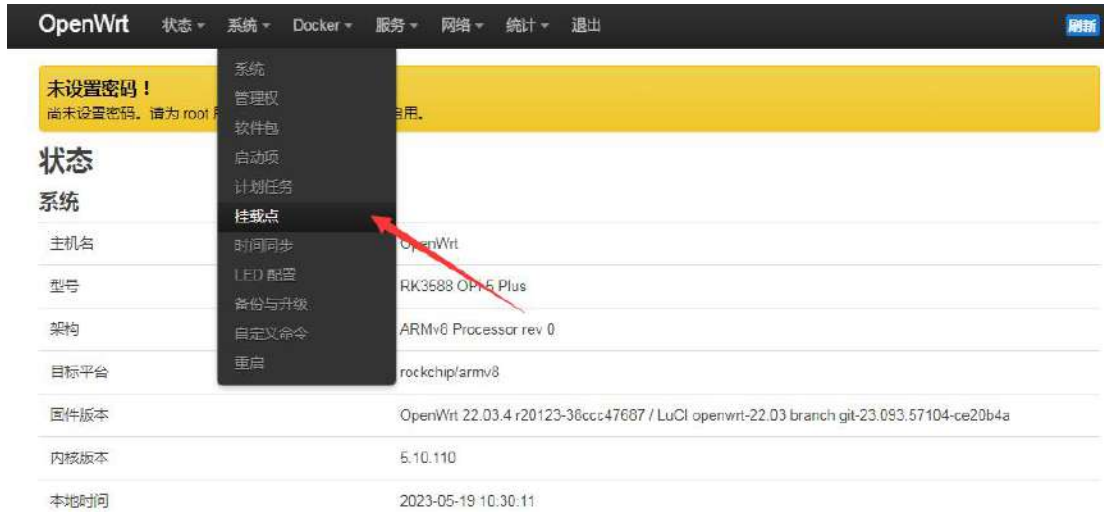 OpenWrt 状态 系统 Docker 服务 网络 统计 退出 刷新
未设置密码！
尚未设置密码。请为 root 用。
系统
管理权
软件包
启动项
计划任务
挂载点
时间同步
LED 配置
备份与升级
自定义命令
重启
状态
系统
主机名 OpenWrt
型号 RK3588 OPi 5 Plus
架构 ARMv8 Processor rev 0
目标平台 rockchip/armv8
固件版本 OpenWrt 22.03.4 r20123-38ccc47687 / LuCI openwrt-22.03 branch git-23.093.57104-ce20b4a
内核版本 5.10.110
本地时间 2023-05-19 10:30:11